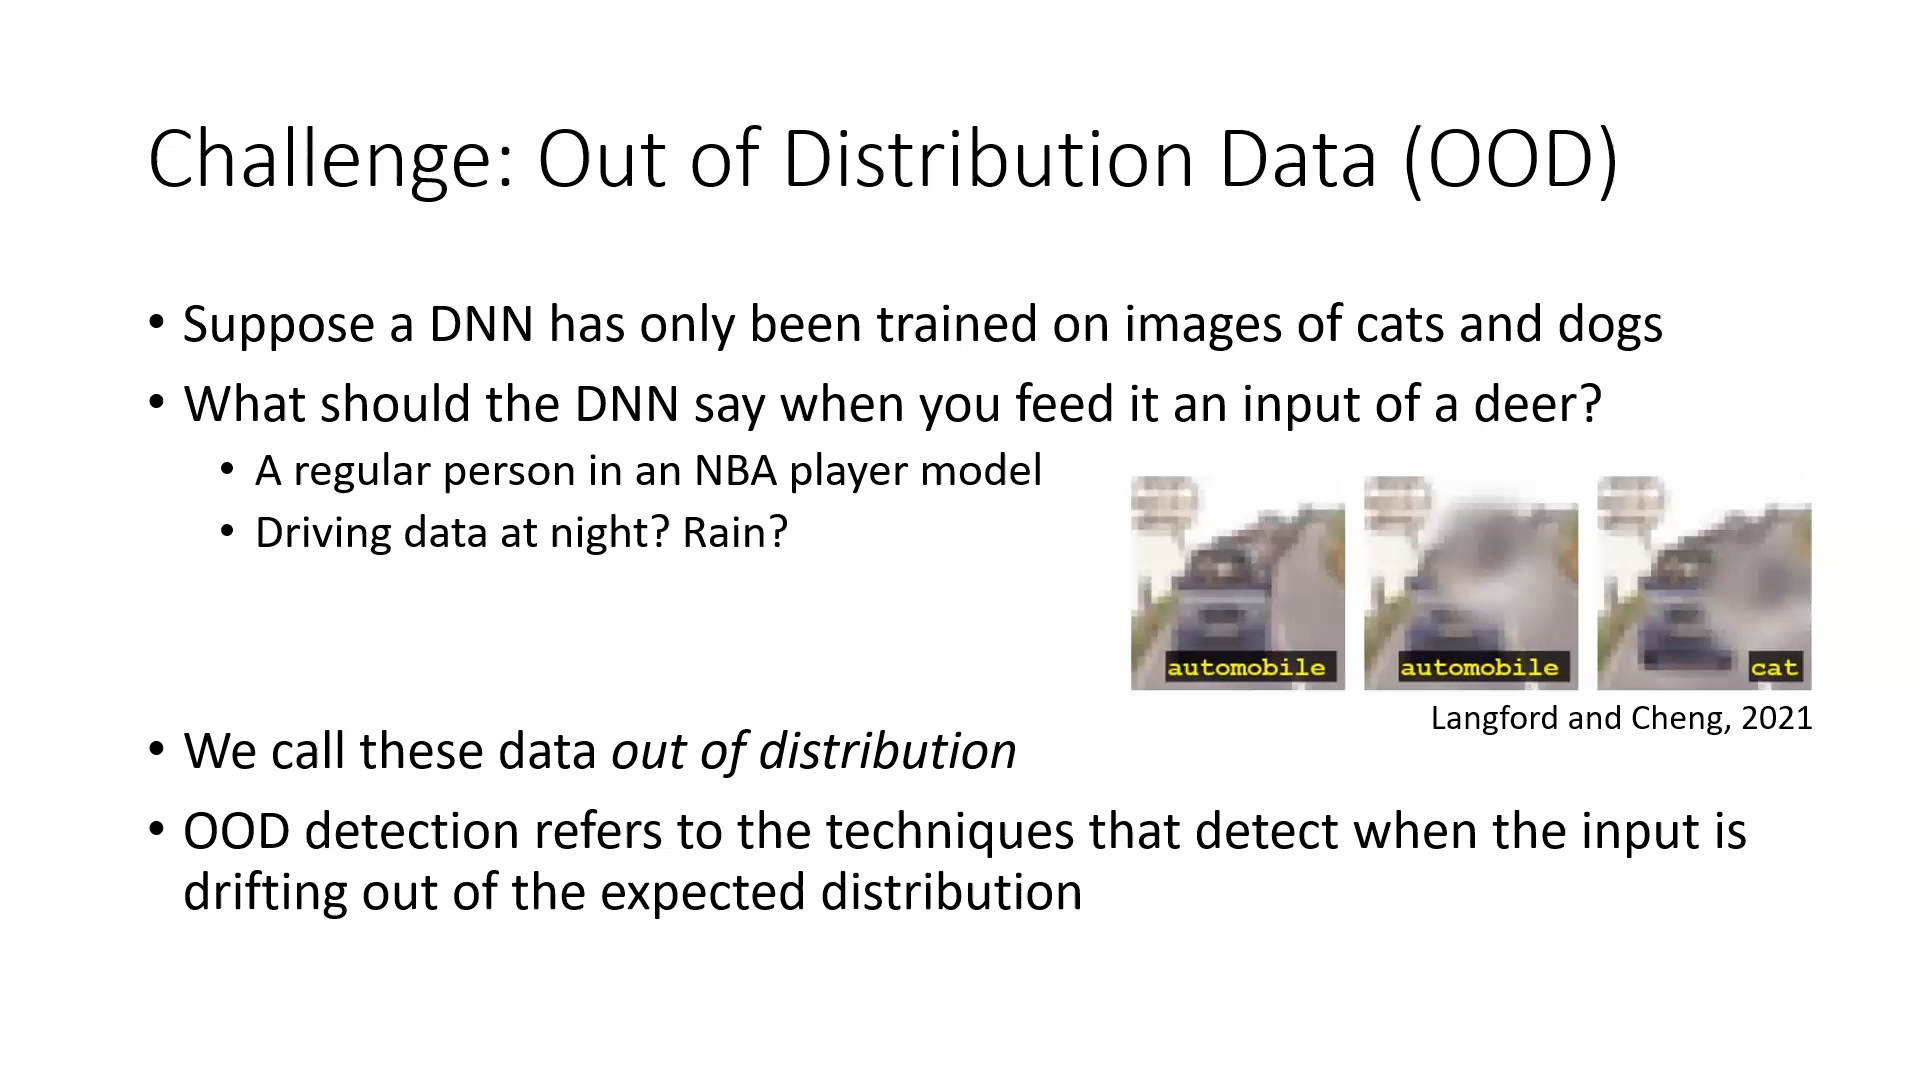 Challenge: Out of Distribution Data (OOD)
• Suppose a DNN has only been trained on images of cats and dogs
• What should the DNN say when you feed it an input of a deer?
• A regular person in an NBA player model
• Driving data at night? Rain?
automobile
automobile
cat
Langford and Cheng, 2021
• We call these data out of distribution
• OOD detection refers to the techniques that detect when the input is
drifting out of the expected distribution